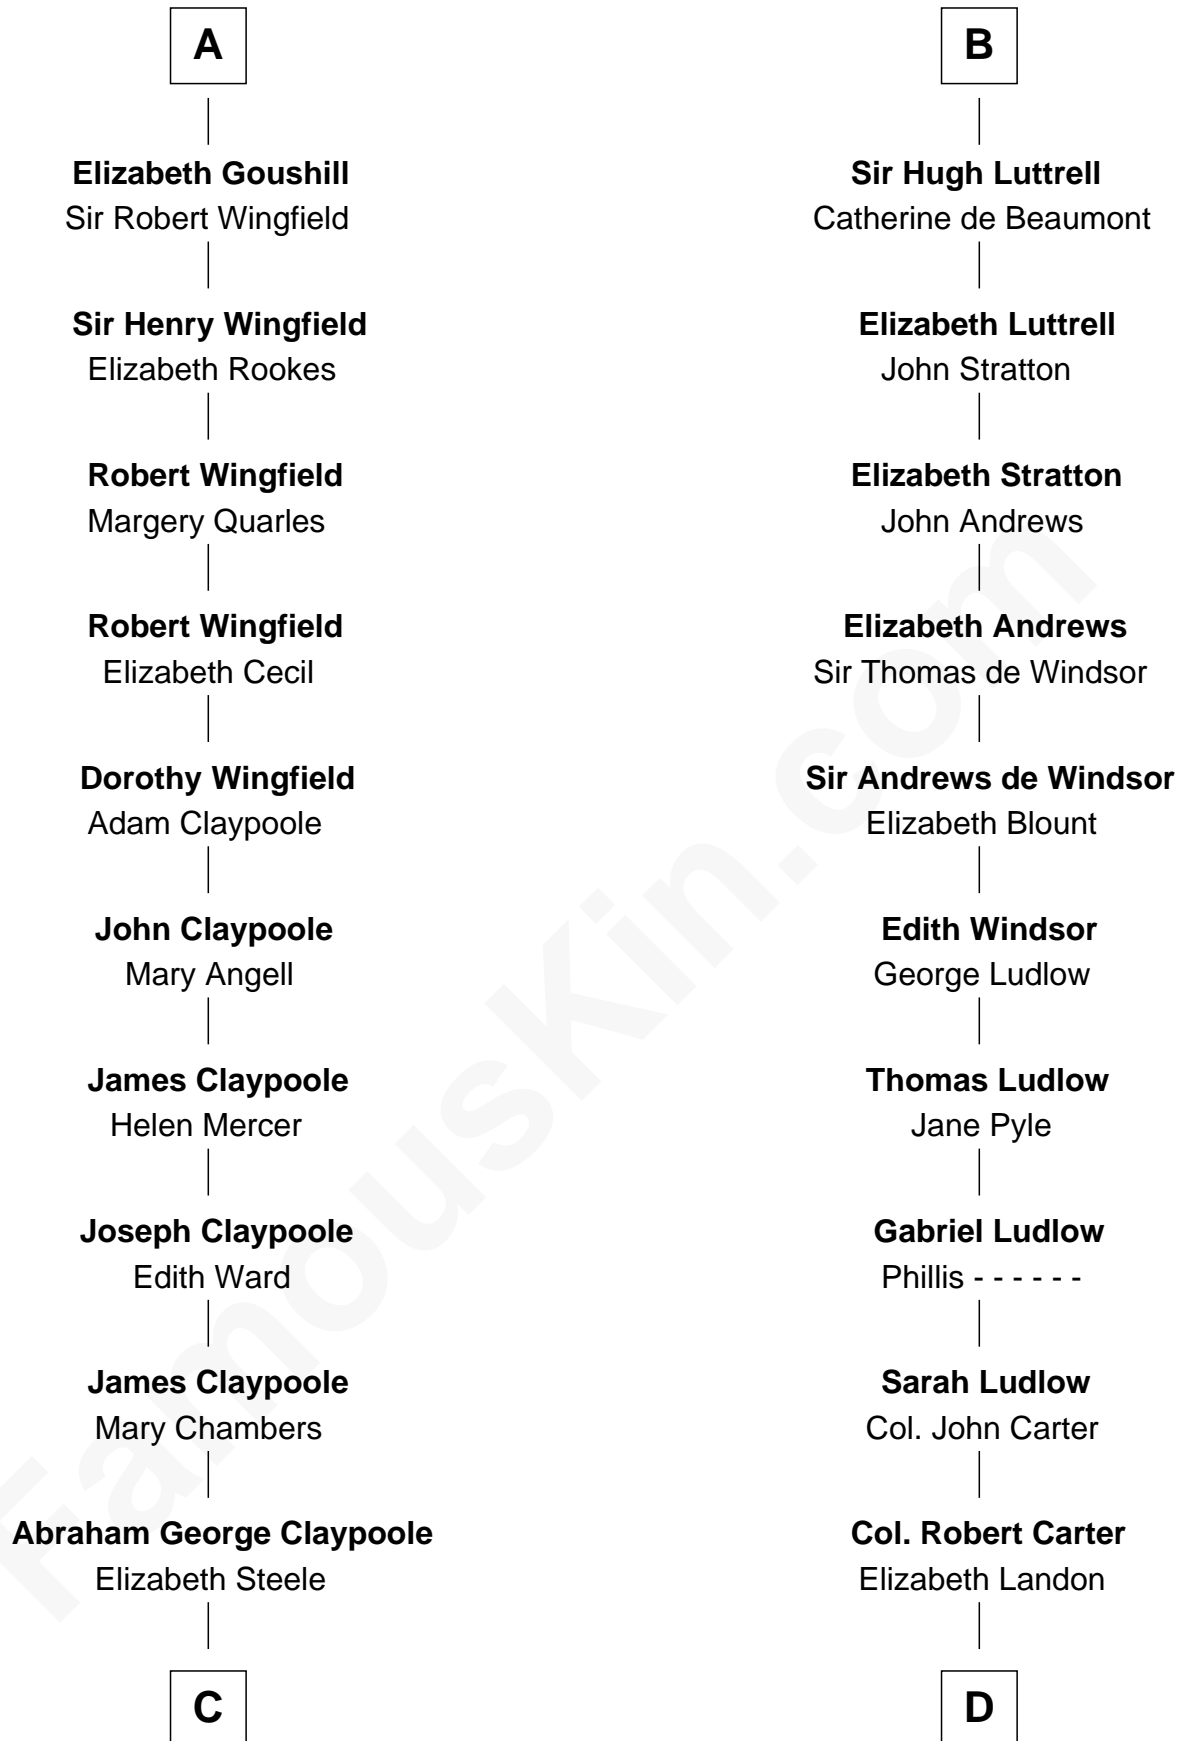 A
Elizabeth Goushill
Sir Robert Wingfield
Sir Henry Wingfield
Elizabeth Rookes
Robert Wingfield
Margery Quarles
Robert Wingfield
Elizabeth Cecil
Dorothy Wingfield
Adam Claypoole
John Claypoole
Mary Angell
James Claypoole
Helen Mercer
Joseph Claypoole
Edith Ward
James Claypoole
Mary Chambers
Abraham George Claypoole
Elizabeth Steele
C
B
Sir Hugh Luttrell
Catherine de Beaumont
Elizabeth Luttrell
John Stratton
Elizabeth Stratton
John Andrews
Elizabeth Andrews
Sir Thomas de Windsor
Sir Andrews de Windsor
Elizabeth Blount
Edith Windsor
George Ludlow
Thomas Ludlow
Jane Pyle
Gabriel Ludlow
Phillis - - - - - -
Sarah Ludlow
Col. John Carter
Col. Robert Carter
Elizabeth Landon
D
FamousKin.com